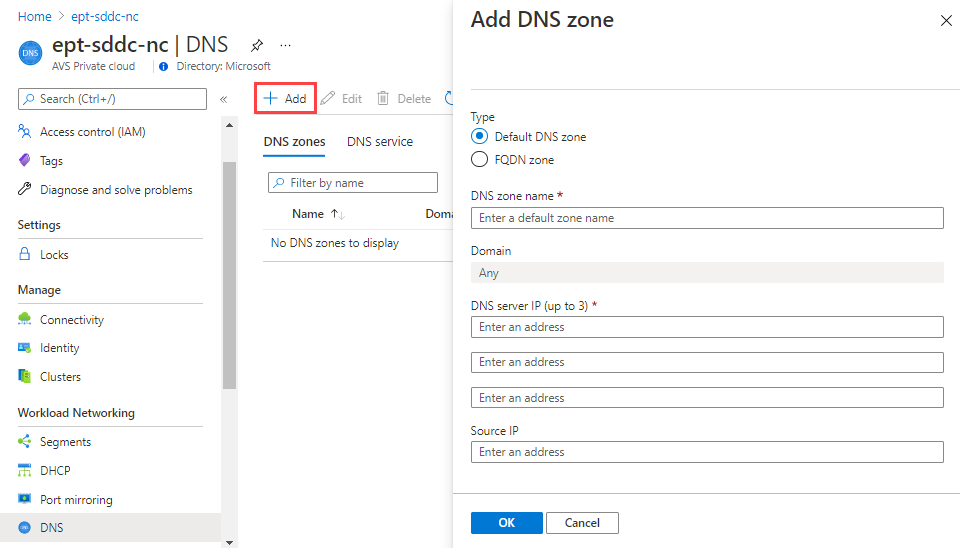 Home > ept-sddc-nc
DNS
ept-sddc-nc | DNS
AVS Private cloud
Directory: Microsoft
Search (Ctrl+/)
Access control (IAM)
Tags
Diagnose and solve problems
Settings
Locks
Manage
Connectivity
Identity
Clusters
Workload Networking
Segments
DHCP
Port mirroring
DNS
+ Add
Edit
Delete
DNS zones
DNS service
Filter by name
Name ↑↓
Doma
No DNS zones to display
Add DNS zone
Type
Default DNS zone
FQDN zone
DNS zone name *
Enter a default zone name
Domain
Any
DNS server IP (up to 3) *
Enter an address
Enter an address
Enter an address
Source IP
Enter an address
OK
Cancel